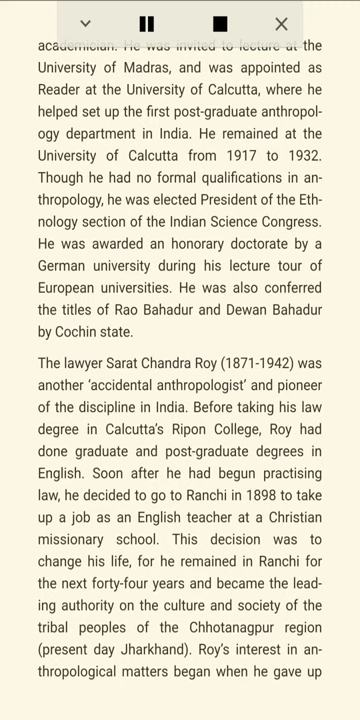 academician. He was invited to lecture at the
University of Madras, and was appointed as
Reader at the University of Calcutta, where he
helped set up the first post-graduate anthropol-
ogy department in India. He remained at the
University of Calcutta from 1917 to 1932.
Though he had no formal qualifications in an-
thropology, he was elected President of the Eth-
nology section of the Indian Science Congress.
He was awarded an honorary doctorate by a
German university during his lecture tour of
European universities. He was also conferred
the titles of Rao Bahadur and Dewan Bahadur
by Cochin state.
The lawyer Sarat Chandra Roy (1871-1942) was
another ‘accidental anthropologist’ and pioneer
of the discipline in India. Before taking his law
degree in Calcutta’s Ripon College, Roy had
done graduate and post-graduate degrees in
English. Soon after he had begun practising
law, he decided to go to Ranchi in 1898 to take
up a job as an English teacher at a Christian
missionary school. This decision was to
change his life, for he remained in Ranchi for
the next forty-four years and became the lead-
ing authority on the culture and society of the
tribal peoples of the Chhotanagpur region
(present day Jharkhand). Roy’s interest in an-
thropological matters began when he gave up